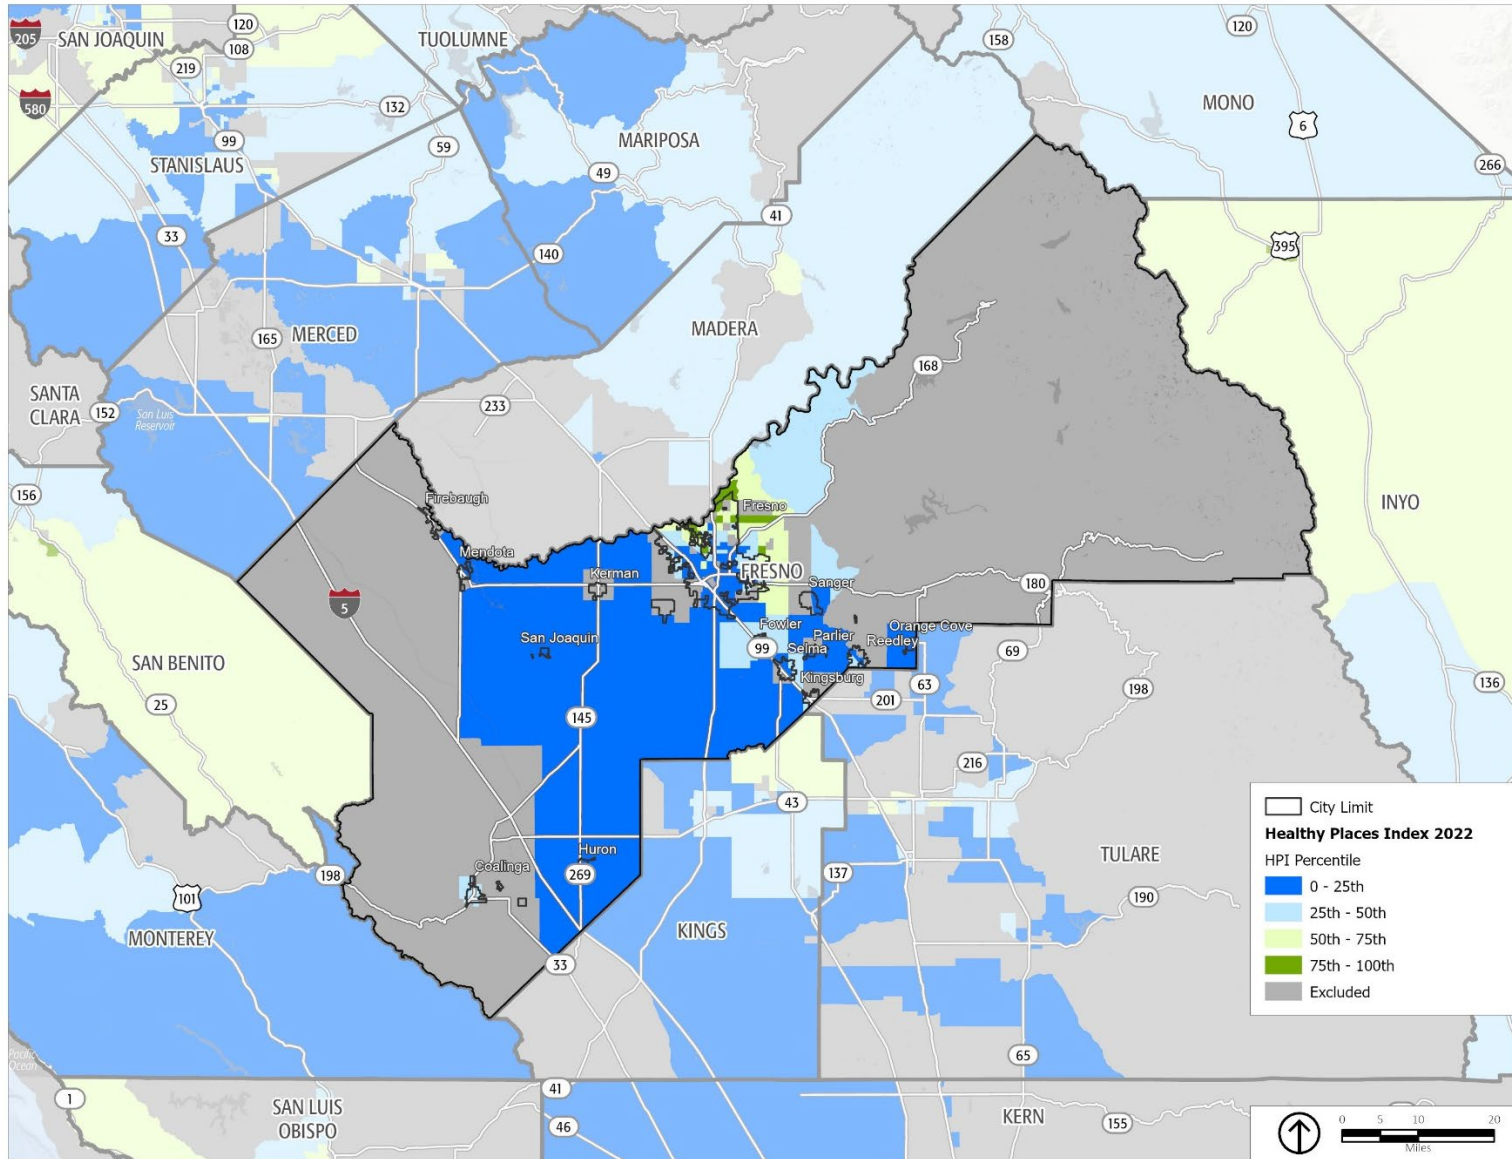 205
SAN JOAQUIN
120
108
TUOLUMNE
158
120
219
580
132
MONO
6
99
59
MARIPOSA
STANISLAUS
49
266
41
33
140
395
MADERA
165
MERCED
168
SANTA
CLARA
152
San Luis
Reservoir
233
156
Firebaugh
Fresno
INYO
Mendota
Kerman
FRESNO
Sanger
180
5
Fowler
Orange Cove
San Joaquin
Parlier
Reedley
99
Selma
69
SAN BENITO
Kingsburg
63
198
136
25
201
145
216
43
City Limit
Healthy Places Index 2022
HPI Percentile
0 - 25th
25th - 50th
50th - 75th
75th - 100th
Excluded
Huron
TULARE
Coalinga
269
198
137
101
190
MONTEREY
KINGS
33
Pacific
Ocean
65
41
1
SAN LUIS
OBISPO
46
KERN
155
0 5 10 20
Miles